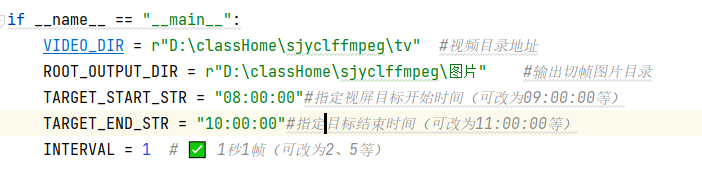 if __name__ == "__main__":
VIDEO_DIR = r"D:\classHome\sjyclffmpeg\tv"  #视频目录地址
ROOT_OUTPUT_DIR = r"D:\classHome\sjyclffmpeg\图片"    #输出切帧图片目录
TARGET_START_STR = "08:00:00"#指定视屏目标开始时间（可改为09:00:00等）
TARGET_END_STR = "10:00:00"#指定目标结束时间（可改为11:00:00等）
INTERVAL = 1  # ✅ 1秒1帧（可改为2、5等）